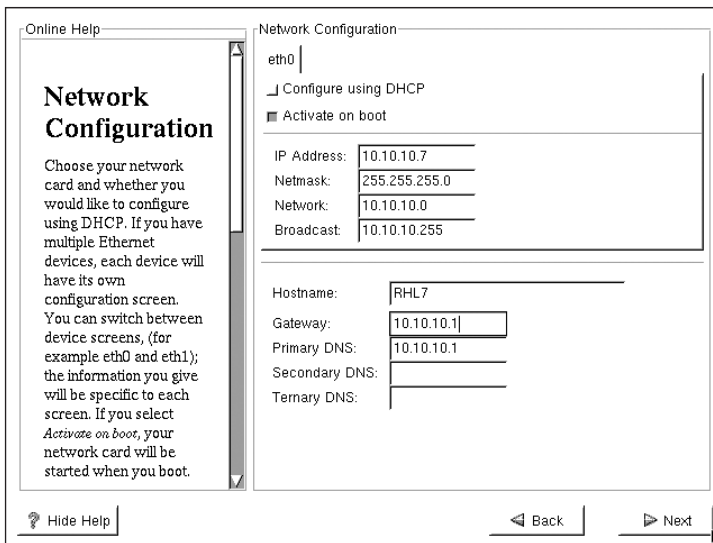 Online Help
Network
Configuration
Choose your network
card and whether you
would like to configure
using DHCP. If you have
multiple Ethernet
devices, each device will
have its own
configuration screen.
You can switch between
device screens, (for
example eth0 and eth1);
the information you give
will be specific to each
screen. If you select
Activate on boot, your
network card will be
started when you boot.
Network Configuration
eth0
Configure using DHCP
Activate on boot
IP Address: 10.10.10.7
Netmask: 255.255.255.0
Network: 10.10.10.0
Broadcast: 10.10.10.255
Hostname: RHL7
Gateway: 10.10.10.1
Primary DNS: 10.10.10.1
Secondary DNS:
Ternary DNS:
Hide Help
Back
Next